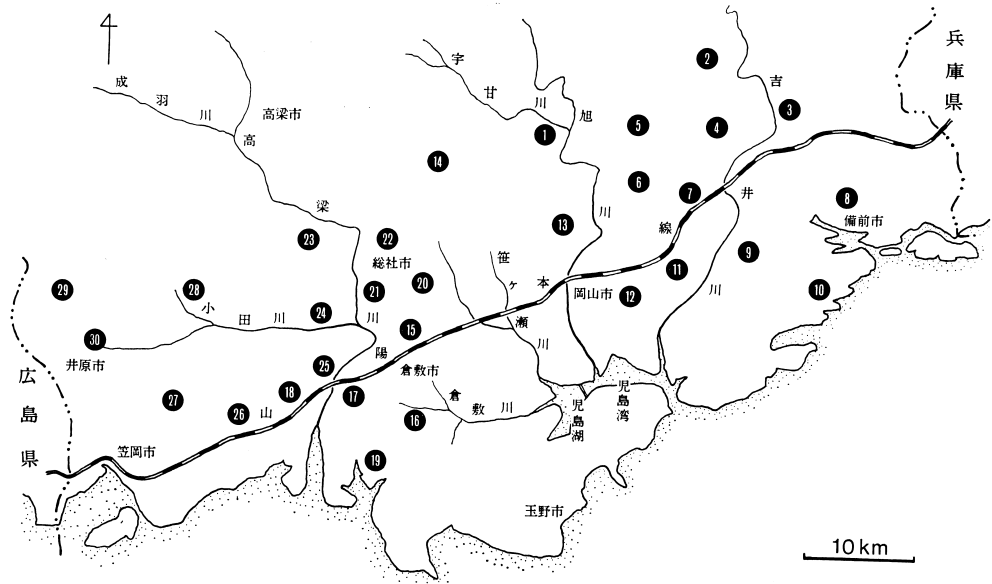 兵庫県
広島県
成羽川
高梁市
高梁川
宇甘川
旭川
吉井川
備前市
総社市
笹ヶ瀬川
岡山市
山陽本線
小田川
井原市
倉敷市
倉敷川
児島湖
児島湾
笠岡市
玉野市
1
2
3
4
5
6
7
8
9
10
11
12
13
14
15
16
17
18
19
20
21
22
23
24
25
26
27
28
29
30
10km